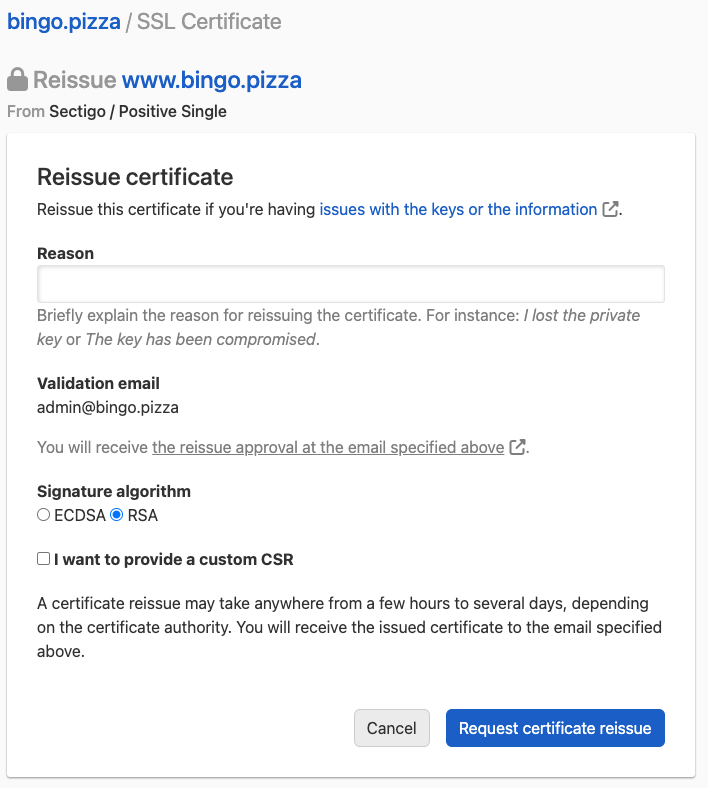 bingo.pizza / SSL Certificate
Reissue www.bingo.pizza
From Sectigo / Positive Single
Reissue certificate
Reissue this certificate if you're having issues with the keys or the information.
Reason
Briefly explain the reason for reissuing the certificate. For instance: I lost the private
key or The key has been compromised.
Validation email
admin@bingo.pizza
You will receive the reissue approval at the email specified above.
Signature algorithm
ECDSA RSA
I want to provide a custom CSR
A certificate reissue may take anywhere from a few hours to several days, depending
on the certificate authority. You will receive the issued certificate to the email specified
above.
Cancel Request certificate reissue